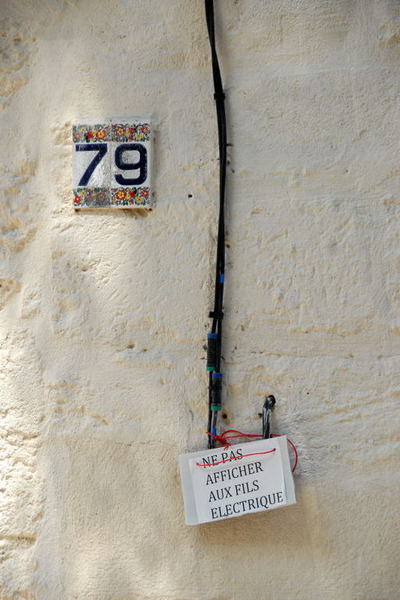 79
NE PAS
AFFICHER
AUX FILS
ELECTRIQUE